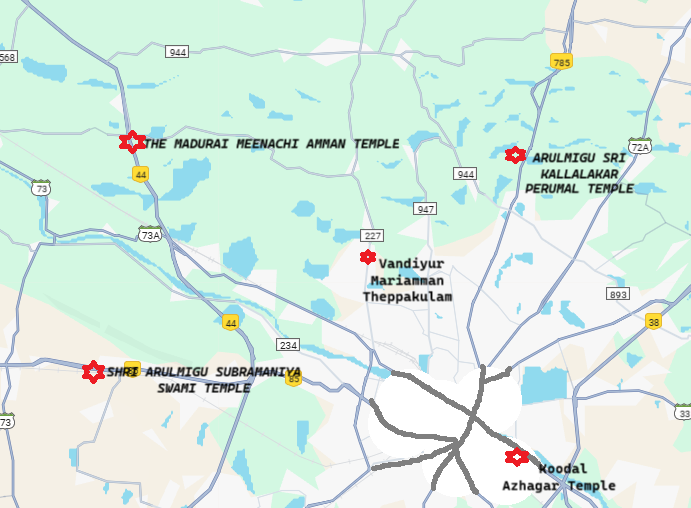 944
568
785
THE MADURAI MEENACHI AMMAN TEMPLE
72A
ARULMIGU SRI
KALLALAKAR
PERUMAL TEMPLE
44
944
73
947
73A
227
Vandiyur
Mariamman
Theppakulam
893
44
38
234
SHRI ARULMIGU SUBRAMANIYA
SWAMI TEMPLE
85
33
73
Koodal
Azhagar Temple